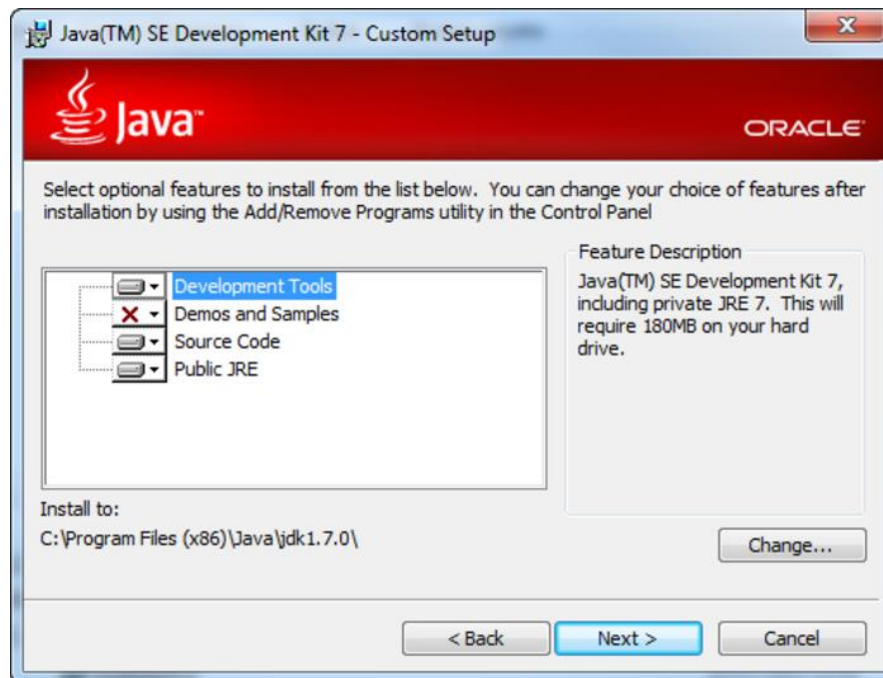 Java(TM) SE Development Kit 7 - Custom Setup
Java™
ORACLE®
Select optional features to install from the list below. You can change your choice of features after
installation by using the Add/Remove Programs utility in the Control Panel
Development Tools
Demos and Samples
Source Code
Public JRE
Feature Description
Java(TM) SE Development Kit 7,
including private JRE 7. This will
require 180MB on your hard
drive.
Install to:
C:\Program Files (x86)\Java\jdk1.7.0\
Change...
< Back
Next >
Cancel